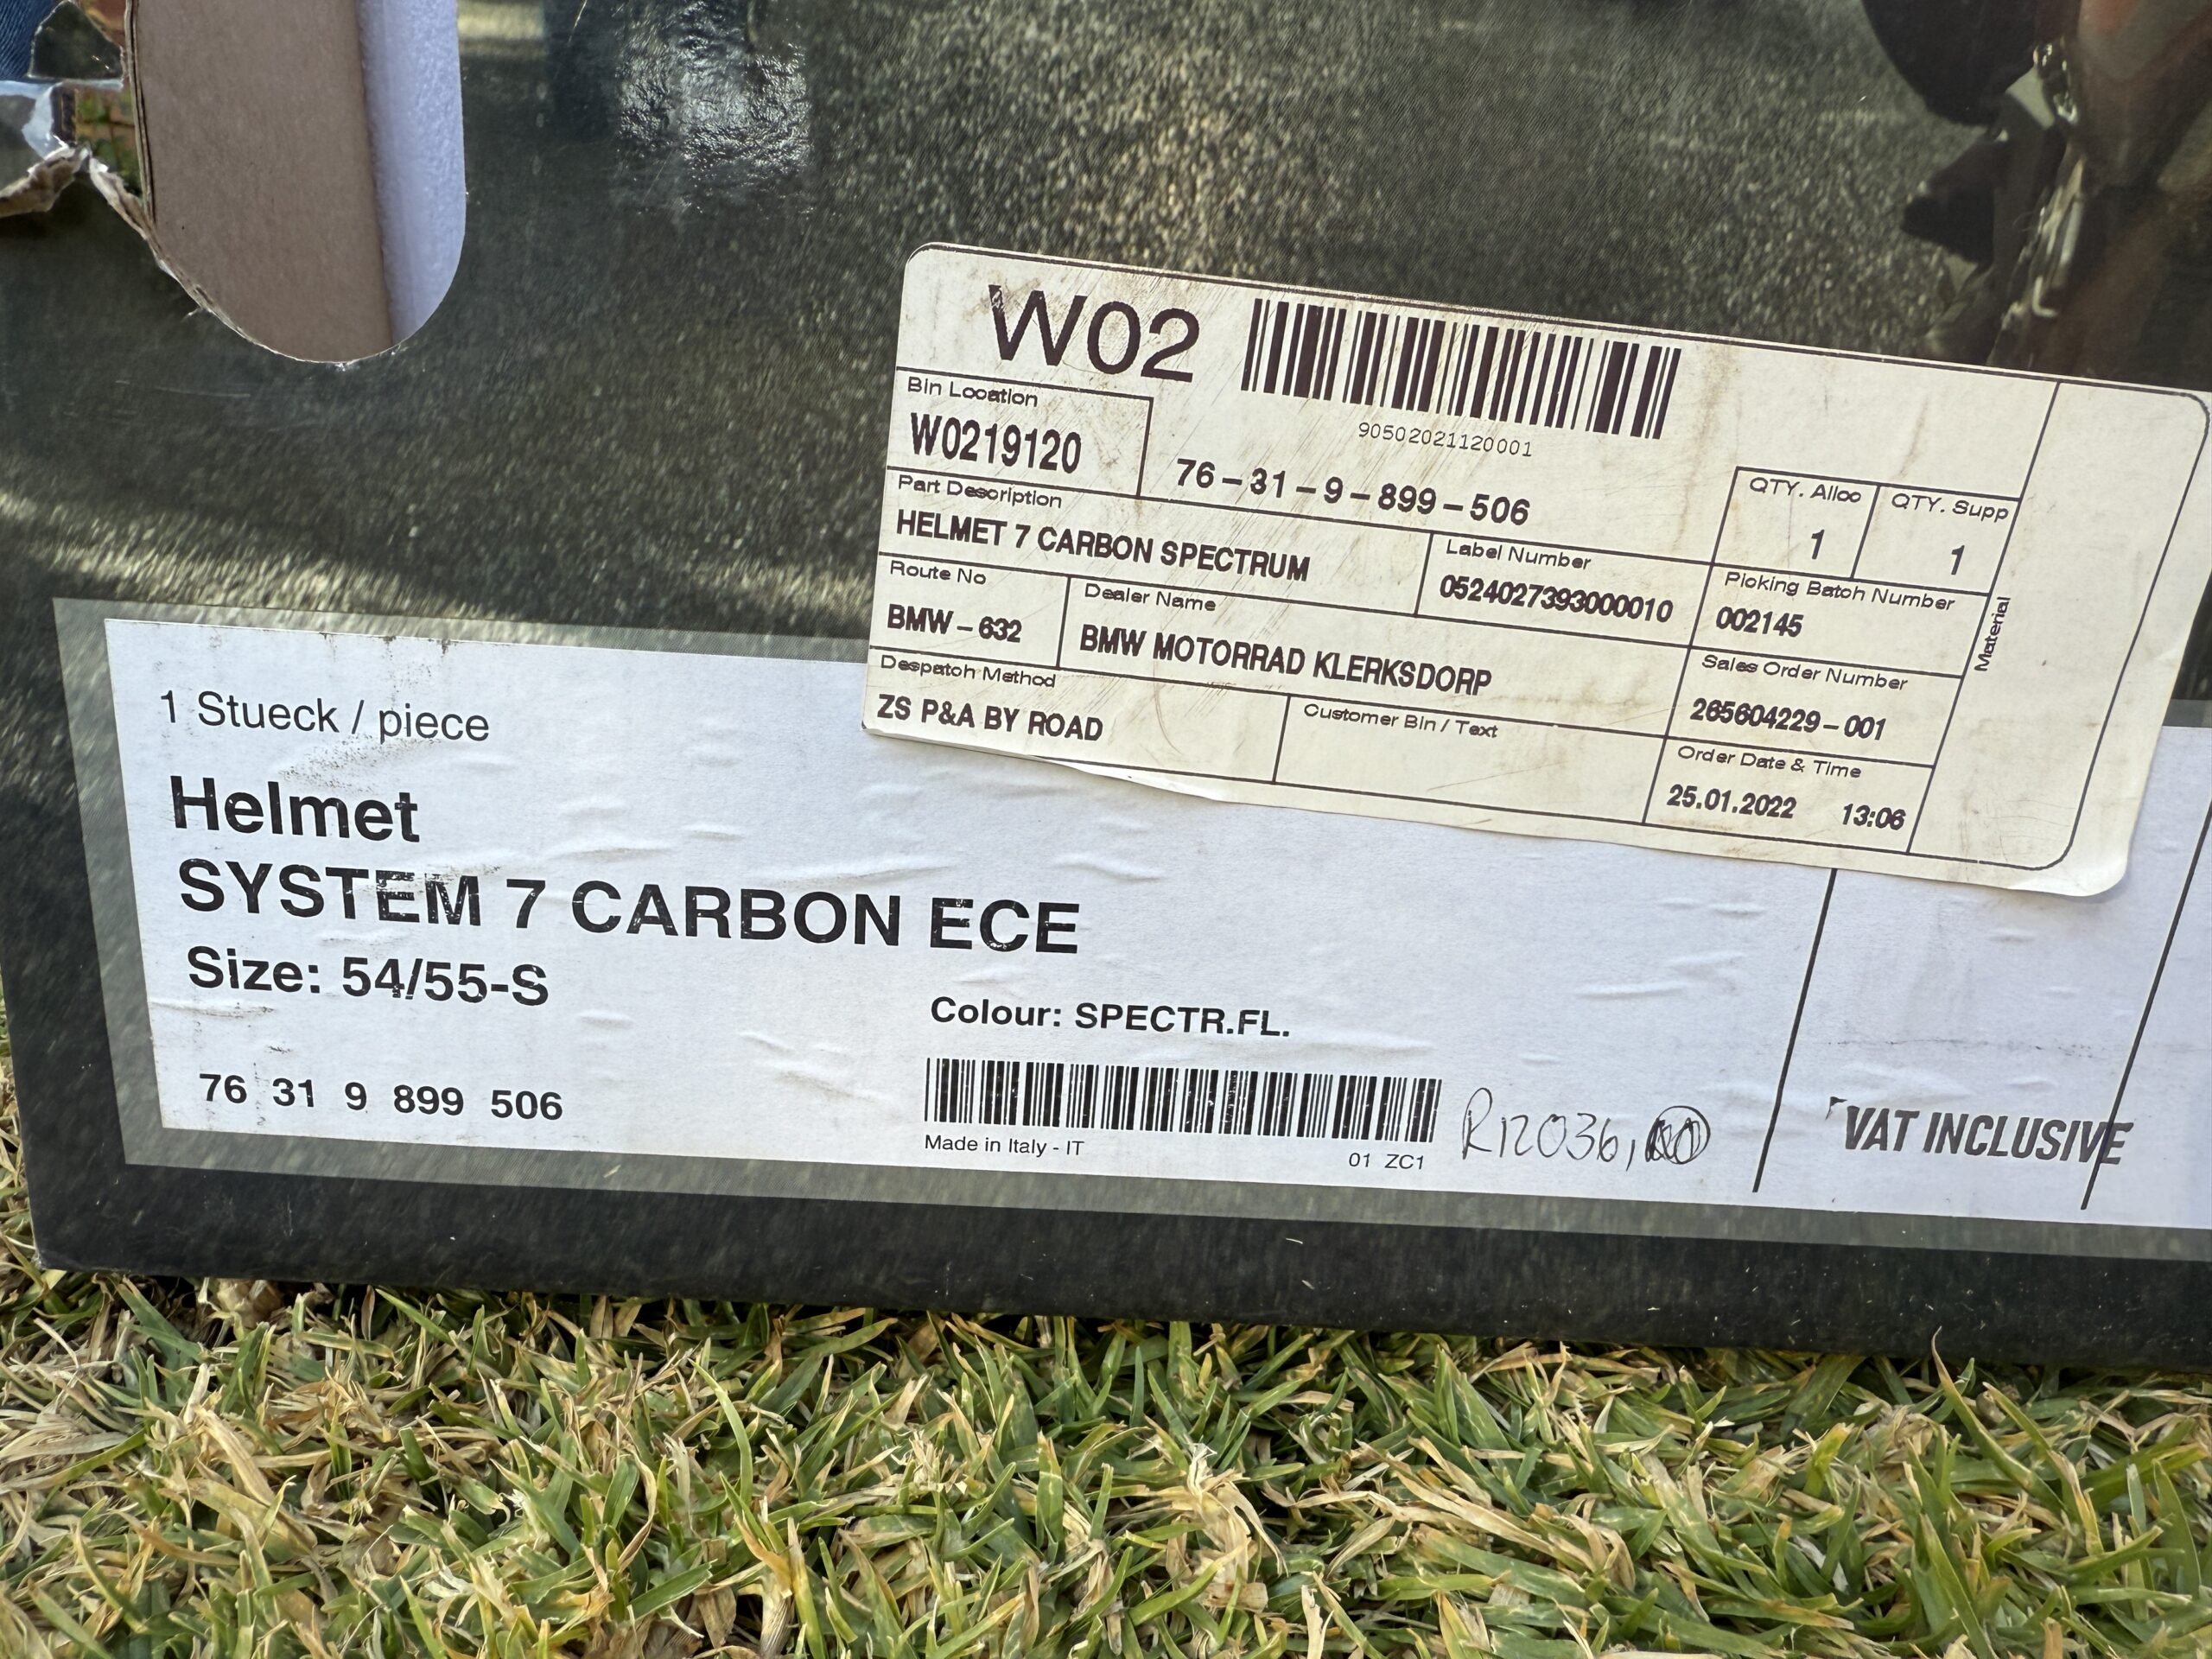 W02
90502021120001
Bin Location
W0219120
76-31-9-899-506
QTY. Alloc
1
QTY. Supp
1
Part Description
HELMET 7 CARBON SPECTRUM
Label Number
0524027393000010
Picking Batch Number
002145
Material
Route No
BMW-632
Dealer Name
BMW MOTORRAD KLERKSDORP
Sales Order Number
265604229-001
Despatch Method
ZS P&A BY ROAD
Customer Bin / Text
Order Date & Time
25.01.2022 13:06
1 Stueck / piece
Helmet
SYSTEM 7 CARBON ECE
Size: 54/55-S
Colour: SPECTR.FL.
76 31 9 899 506
Made in Italy - IT
01 ZC1
R12036,
VAT INCLUSIVE